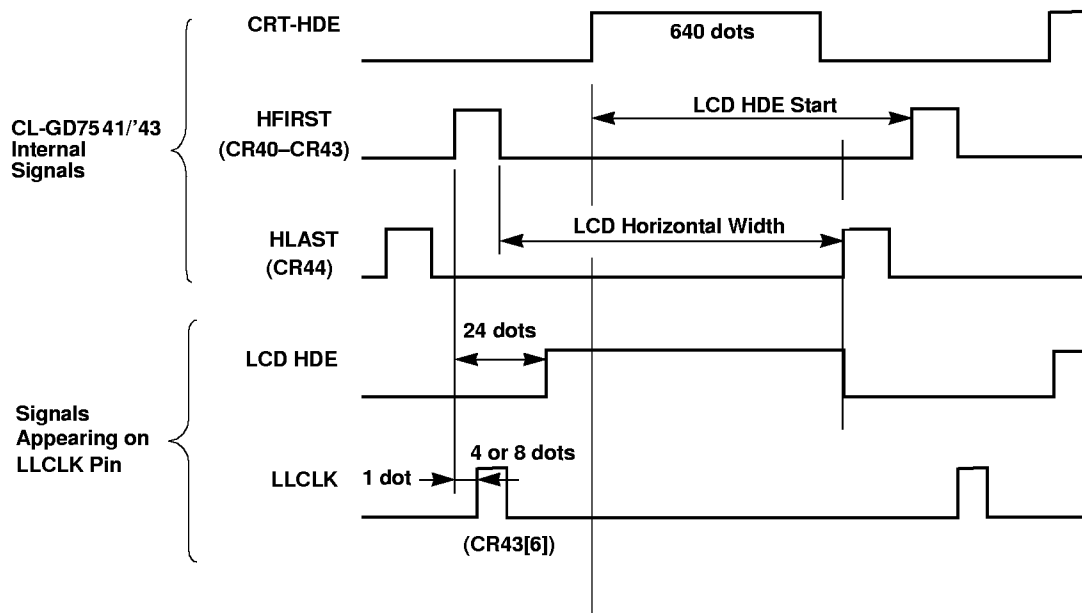 CRT-HDE
640 dots
CL-GD7541/'43
Internal
Signals
HFIRST
(CR40–CR43)
LCD HDE Start
HLAST
(CR44)
LCD Horizontal Width
24 dots
LCD HDE
Signals
Appearing on
LLCLK Pin
LLCLK
1 dot
4 or 8 dots
(CR43[6])